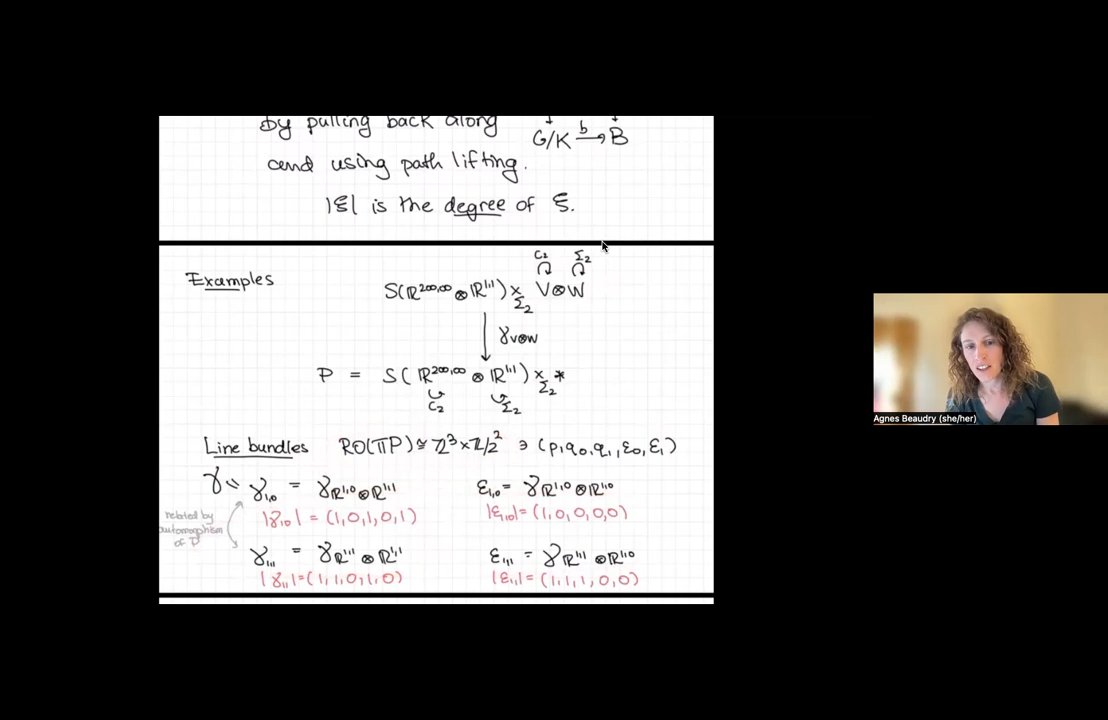 by pulling back along G/K —b→ B
and using path lifting.
|ξ| is the degree of ξ.
C₂ Σ₂
Examples S(ℝ^{2∞,∞} ⊗ ℝ^{1,1}) ×_{Σ₂} V⊗W
↓ γ_{V⊗W}
P = S(ℝ^{2∞,∞} ⊗ ℝ^{1,1}) ×_{Σ₂} *
C₂ Σ₂
Line bundles RO(ΠP) ≅ ℤ³ × ℤ/2² ∋ (p, q₀, q₁, ε₀, ε₁)
γ_{1,0} = γ_{ℝ^{1,0} ⊗ ℝ^{1,1}} ε_{1,0} = γ_{ℝ^{1,0} ⊗ ℝ^{1,0}}
|γ_{1,0}| = (1, 0, 1, 0, 1) |ε_{1,0}| = (1, 0, 0, 0, 0)
related by
automorphism
of P
γ_{1,1} = γ_{ℝ^{1,1} ⊗ ℝ^{1,1}} ε_{1,1} = γ_{ℝ^{1,1} ⊗ ℝ^{1,0}}
|γ_{1,1}| = (1, 1, 0, 1, 0) |ε_{1,1}| = (1, 1, 1, 0, 0)
Agnes Beaudry (she/her)